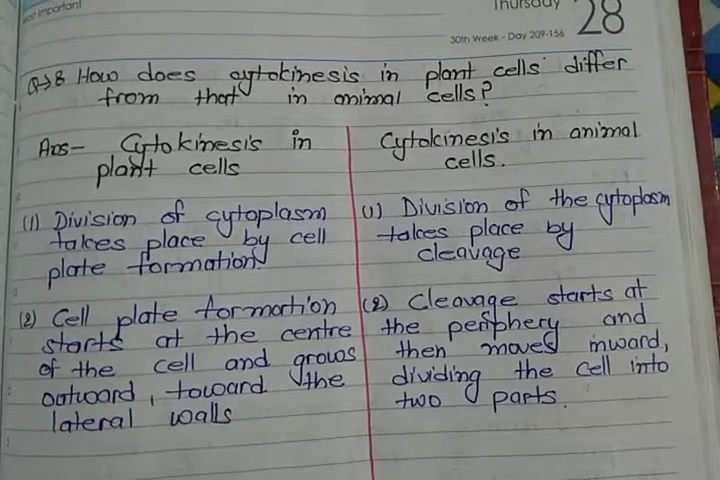 most important
Thursday
28
30th Week - Day 209-156
Q→8 How does cytokinesis in plant cells differ
from that in animal cells?
Ans- Cytokinesis in
plant cells
(1) Division of cytoplasm
takes place by cell
plate formation.
(2) Cell plate formation
starts at the centre
of the cell and grows
outward, toward the
lateral walls
Cytokinesis in animal
cells.
(1) Division of the cytoplasm
takes place by
cleavage
(2) Cleavage starts at
the periphery and
then moves inward,
dividing the cell into
two parts.